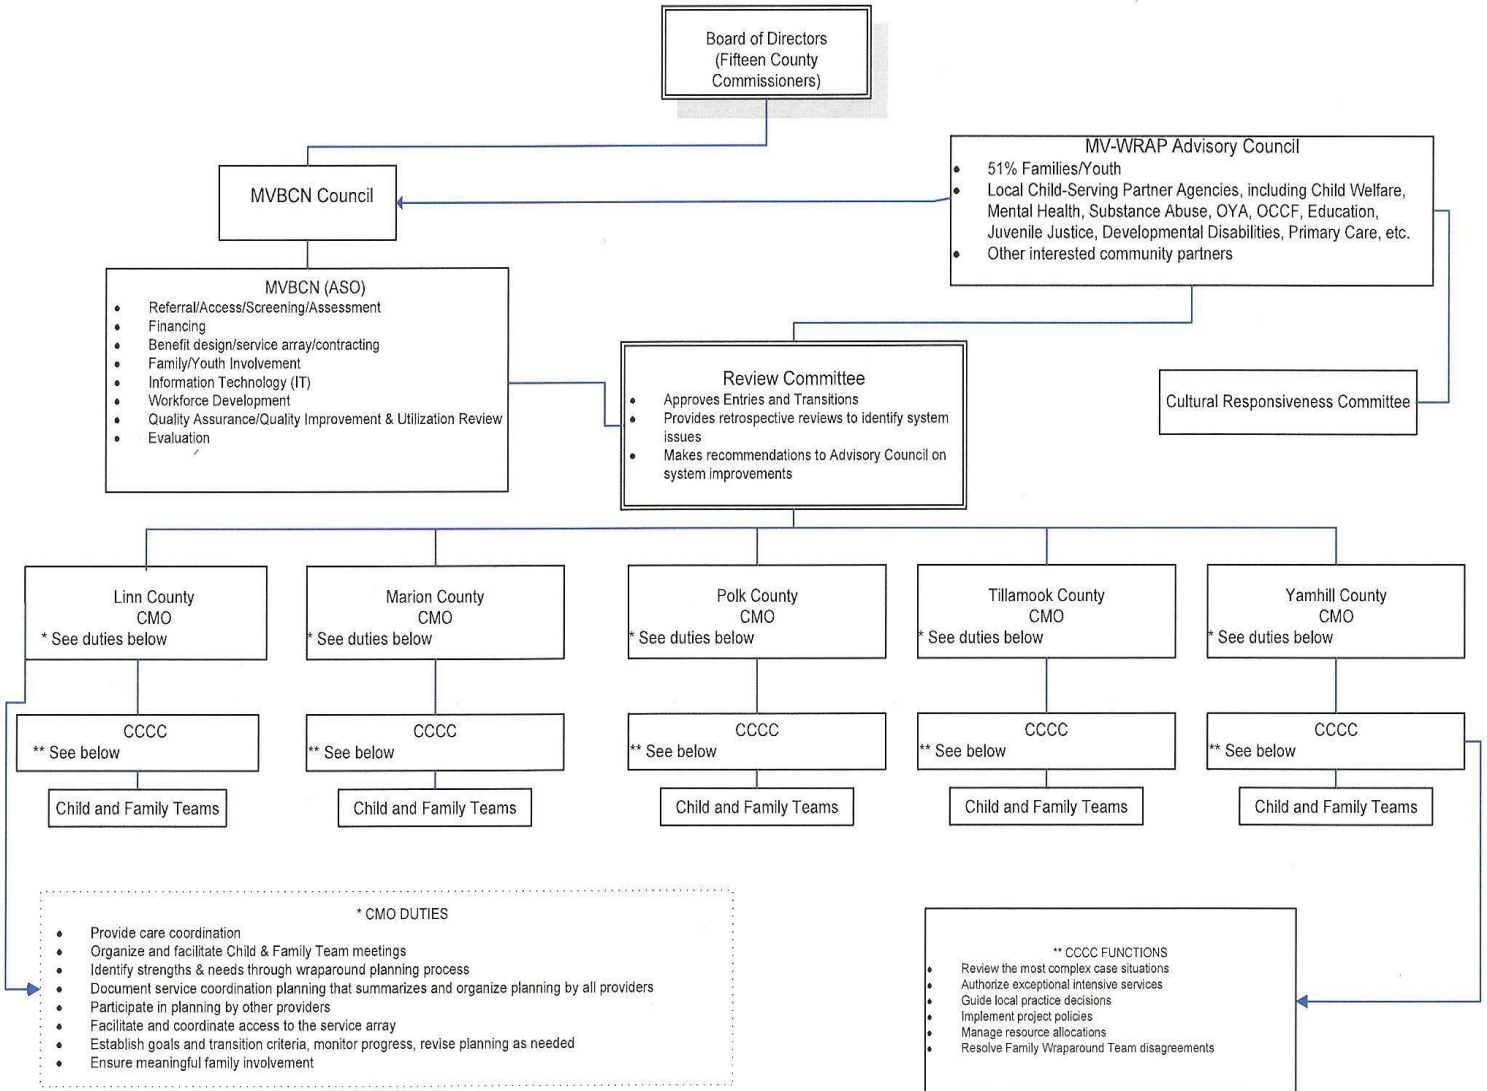 Board of Directors
(Fifteen County
Commissioners)
MV-WRAP Advisory Council
• 51% Families/Youth
• Local Child-Serving Partner Agencies, including Child Welfare,
Mental Health, Substance Abuse, OYA, OCCF, Education,
Juvenile Justice, Developmental Disabilities, Primary Care, etc.
• Other interested community partners
MVBCN Council
MVBCN (ASO)
• Referral/Access/Screening/Assessment
• Financing
• Benefit design/service array/contracting
• Family/Youth Involvement
• Information Technology (IT)
• Workforce Development
• Quality Assurance/Quality Improvement & Utilization Review
• Evaluation
Review Committee
• Approves Entries and Transitions
• Provides retrospective reviews to identify system
issues
• Makes recommendations to Advisory Council on
system improvements
Cultural Responsiveness Committee
Linn County
CMO
* See duties below
Marion County
CMO
* See duties below
Polk County
CMO
* See duties below
Tillamook County
CMO
* See duties below
Yamhill County
CMO
* See duties below
CCCC
** See below
CCCC
** See below
CCCC
** See below
CCCC
** See below
CCCC
** See below
Child and Family Teams
Child and Family Teams
Child and Family Teams
Child and Family Teams
Child and Family Teams
* CMO DUTIES
• Provide care coordination
• Organize and facilitate Child & Family Team meetings
• Identify strengths & needs through wraparound planning process
• Document service coordination planning that summarizes and organize planning by all providers
• Participate in planning by other providers
• Facilitate and coordinate access to the service array
• Establish goals and transition criteria, monitor progress, revise planning as needed
• Ensure meaningful family involvement
** CCCC FUNCTIONS
• Review the most complex case situations
• Authorize exceptional intensive services
• Guide local practice decisions
• Implement project policies
• Manage resource allocations
• Resolve Family Wraparound Team disagreements